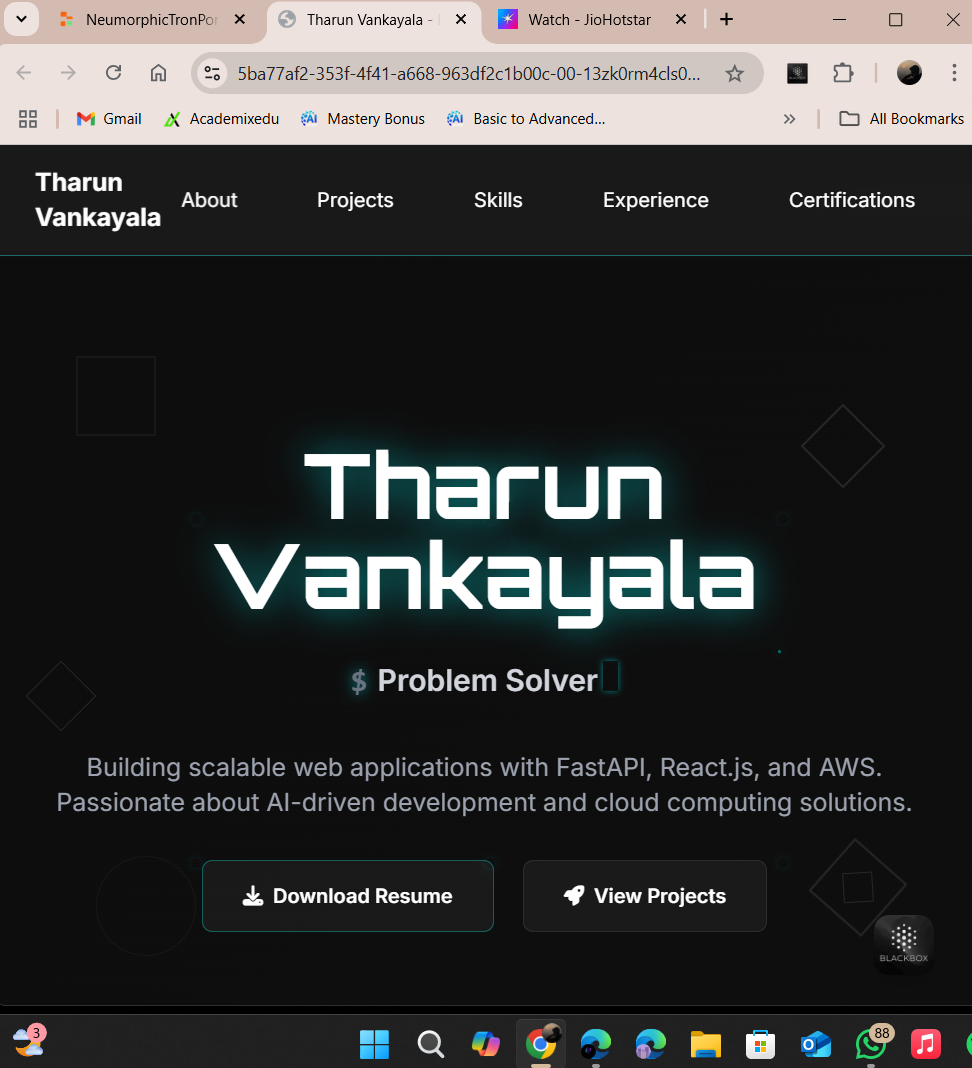 NeumorphicTronPor
Tharun Vankayala -
Watch - JioHotstar
5ba77af2-353f-4f41-a668-963df2c1b00c-00-13zk0rm4cls0...
Gmail
Academixedu
Mastery Bonus
Basic to Advanced...
All Bookmarks
Tharun
Vankayala
About
Projects
Skills
Experience
Certifications
Tharun
Vankayala
$ Problem Solver
Building scalable web applications with FastAPI, React.js, and AWS.
Passionate about AI-driven development and cloud computing solutions.
Download Resume
View Projects
BLACKBOX
3
88